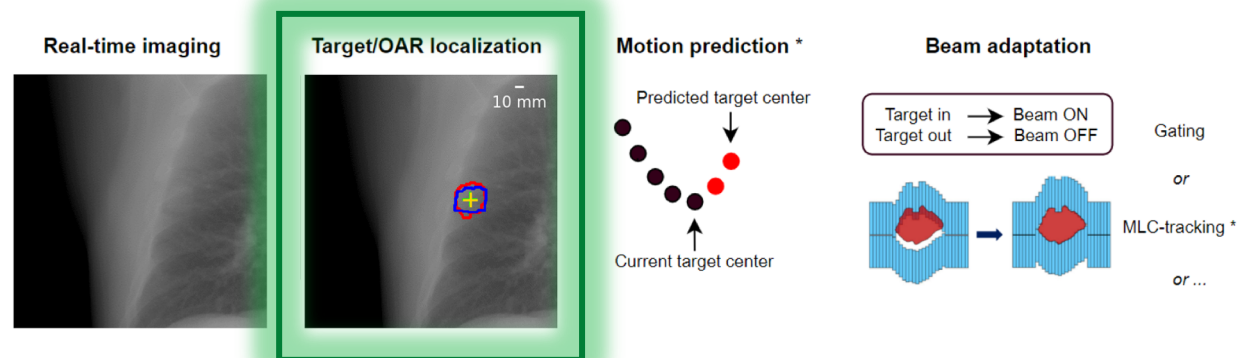 Real-time imaging
Target/OAR localization
10 mm
Motion prediction *
Predicted target center
Current target center
Beam adaptation
Target in → Beam ON
Target out → Beam OFF
Gating
or
MLC-tracking *
or ...